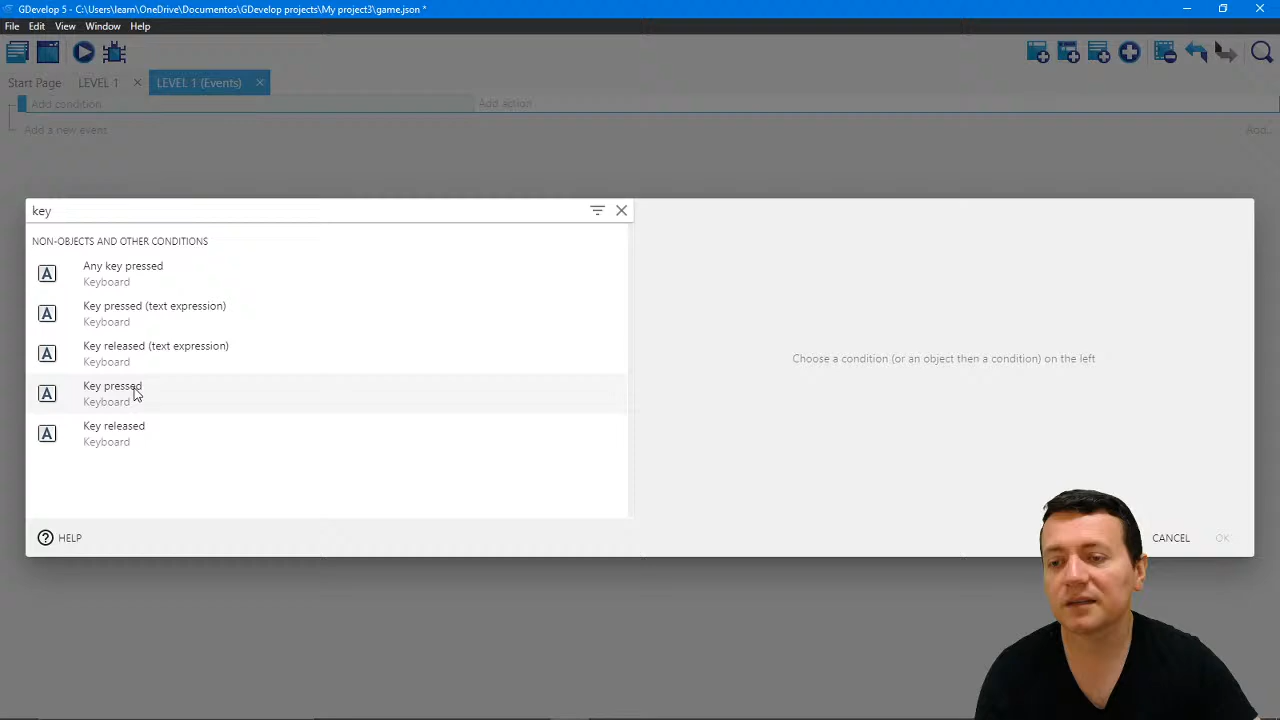 GDevelop 5 - C:\Users\learn\OneDrive\Documentos\GDevelop projects\My project3\game.json *
File Edit View Window Help
Start Page LEVEL 1 × LEVEL 1 (Events) ×
Add condition Add action
Add a new event Add...
key
NON-OBJECTS AND OTHER CONDITIONS
Any key pressed
Keyboard
Key pressed (text expression)
Keyboard
Key released (text expression)
Keyboard
Key pressed
Keyboard
Key released
Keyboard
Choose a condition (or an object then a condition) on the left
HELP
CANCEL OK